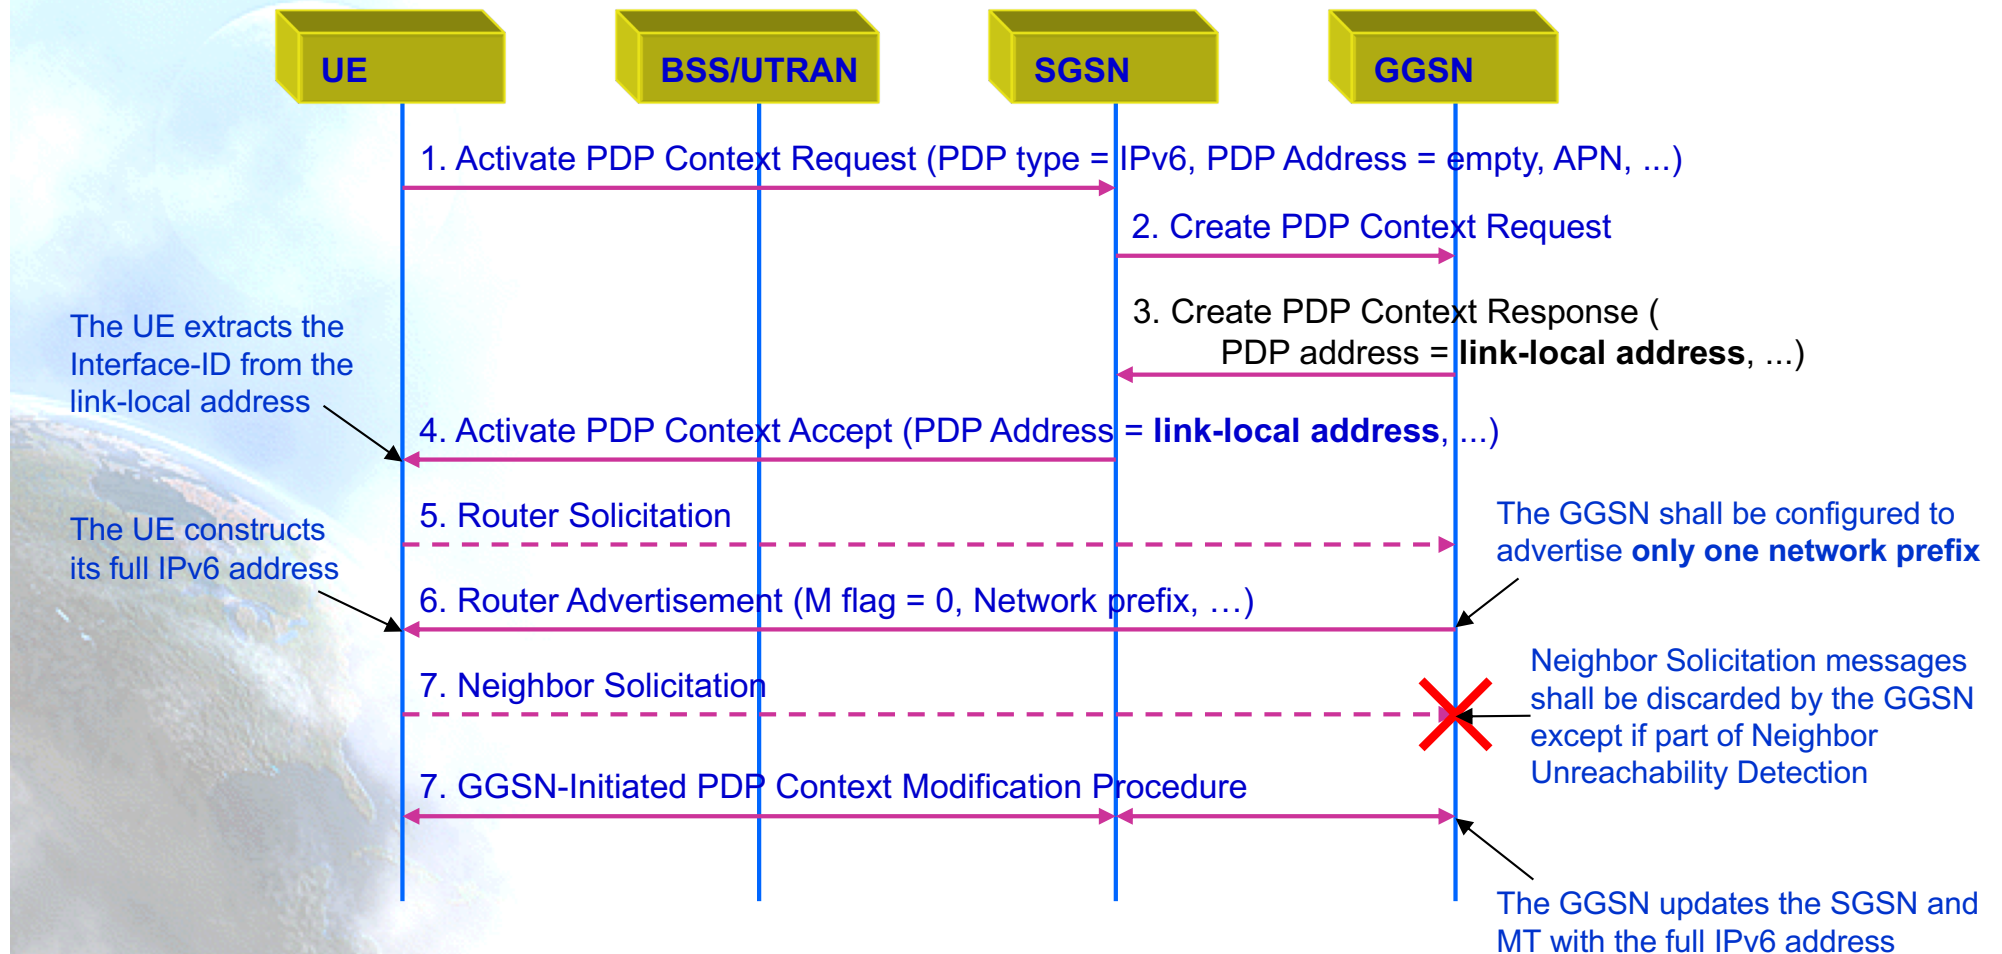 UE
BSS/UTRAN
SGSN
GGSN
1. Activate PDP Context Request (PDP type = IPv6, PDP Address = empty, APN, ...)
2. Create PDP Context Request
3. Create PDP Context Response (
PDP address = link-local address, ...)
The UE extracts the
Interface-ID from the
link-local address
4. Activate PDP Context Accept (PDP Address = link-local address, ...)
5. Router Solicitation
The GGSN shall be configured to
advertise only one network prefix
The UE constructs
its full IPv6 address
6. Router Advertisement (M flag = 0, Network prefix, …)
7. Neighbor Solicitation
Neighbor Solicitation messages
shall be discarded by the GGSN
except if part of Neighbor
Unreachability Detection
7. GGSN-Initiated PDP Context Modification Procedure
The GGSN updates the SGSN and
MT with the full IPv6 address